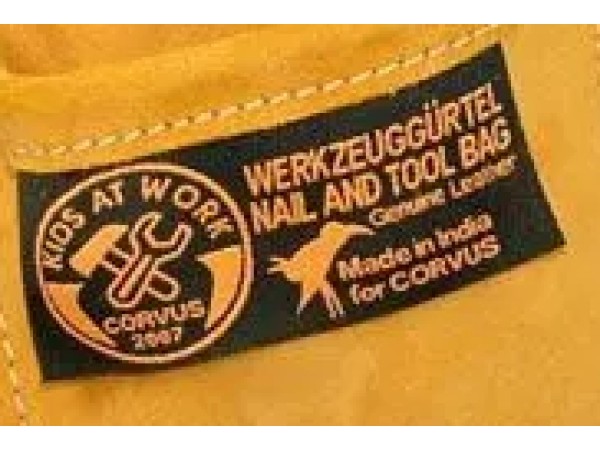 KIDS AT WORK
CORVUS
2007
WERKZEUGGÜRTEL
NAIL AND TOOL BAG
Genuine Leather
Made in India
for CORVUS